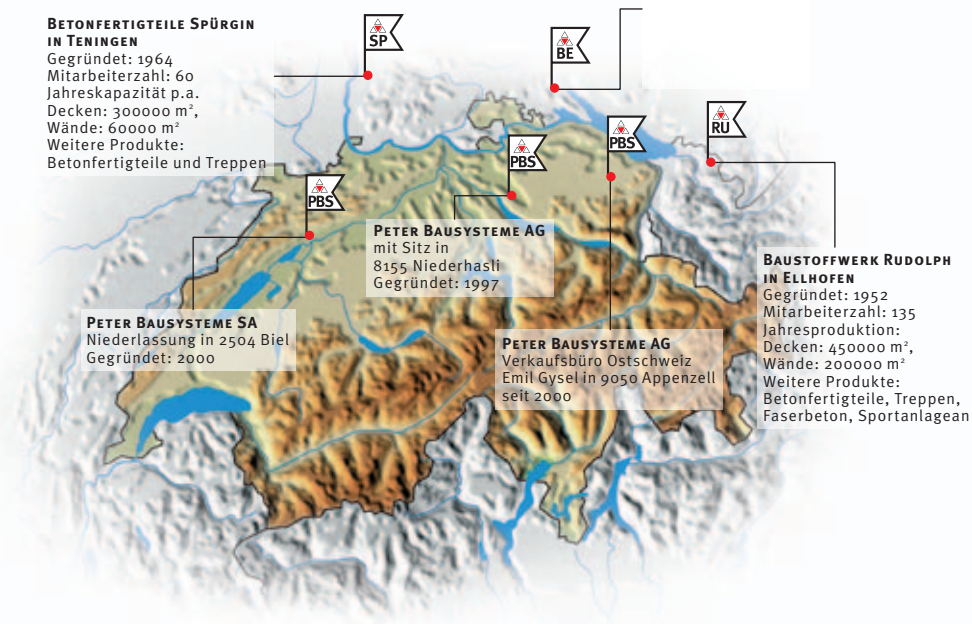 BETONFERTIGTEILE SPÜRGIN
IN TENINGEN
Gegründet: 1964
Mitarbeiterzahl: 60
Jahreskapazität p.a.
Decken: 300000 m²,
Wände: 60000 m²
Weitere Produkte:
Betonfertigteile und Treppen
SP
BE
RU
PBS
PBS
PBS
PETER BAUSYSTEME AG
mit Sitz in
8155 Niederhasli
Gegründet: 1997
PETER BAUSYSTEME SA
Niederlassung in 2504 Biel
Gegründet: 2000
PETER BAUSYSTEME AG
Verkaufsbüro Ostschweiz
Emil Gysel in 9050 Appenzell
seit 2000
BAUSTOFFWERK RUDOLPH
IN ELLHOFEN
Gegründet: 1952
Mitarbeiterzahl: 135
Jahresproduktion:
Decken: 450000 m²,
Wände: 200000 m²
Weitere Produkte:
Betonfertigteile, Treppen,
Faserbeton, Sportanlagean